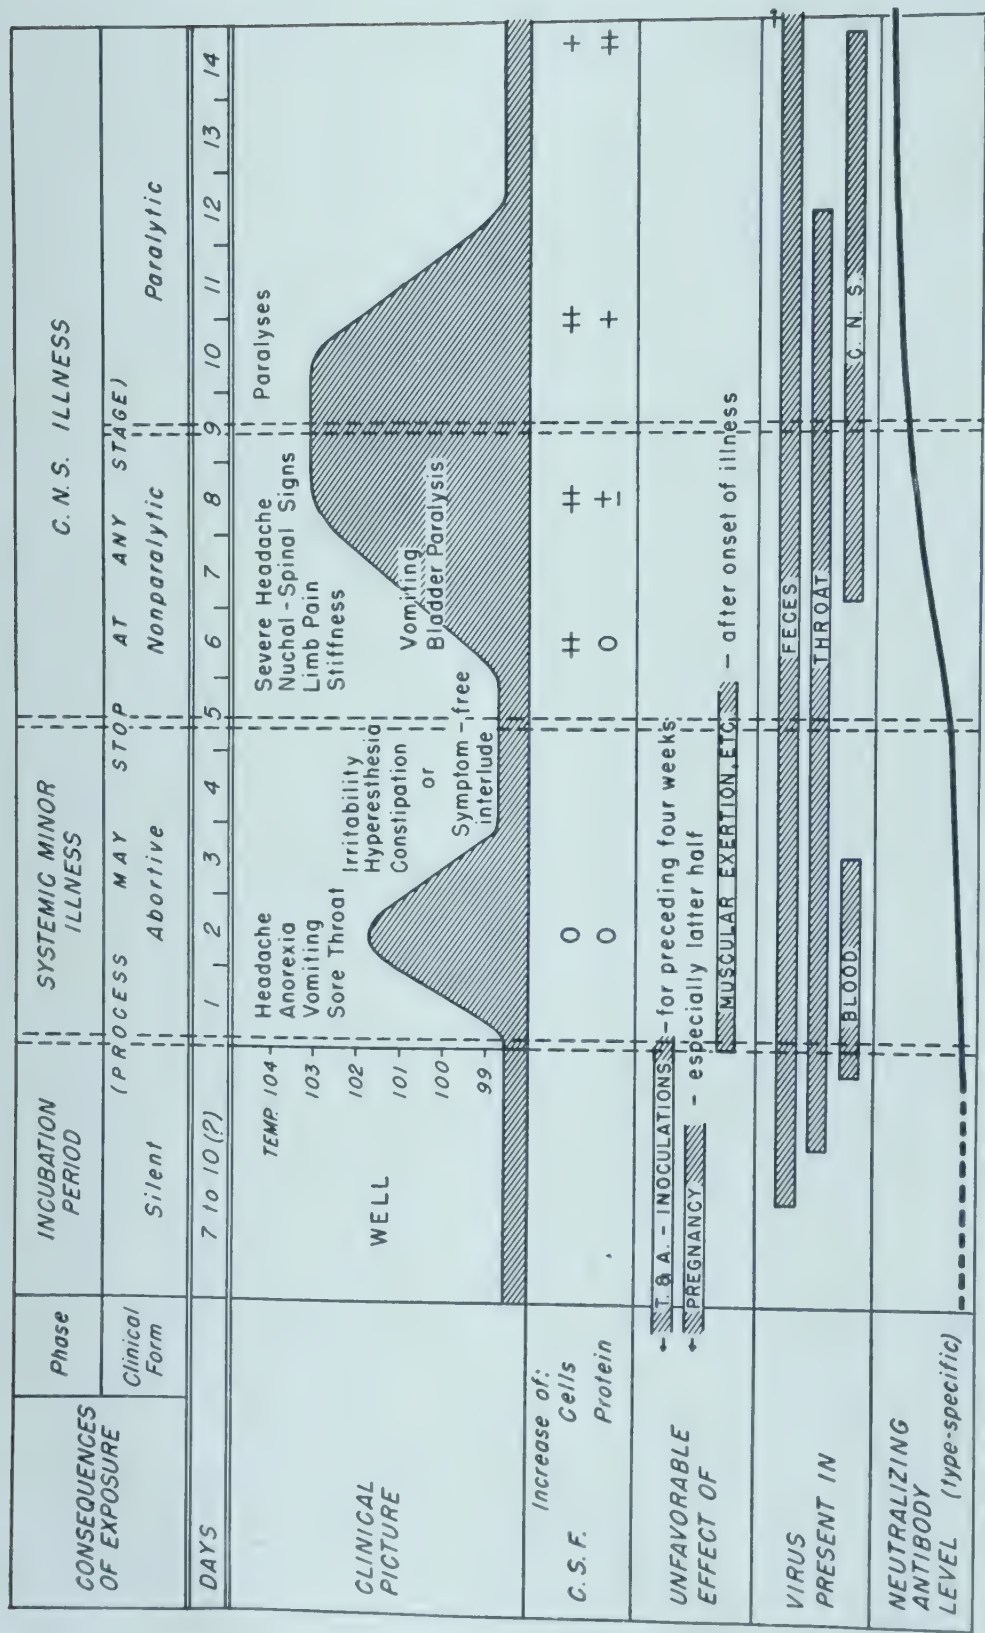 CONSEQUENCES
OF EXPOSURE
Phase
INCUBATION
PERIOD
SYSTEMIC MINOR
ILLNESS
C.N.S. ILLNESS
Clinical
Form
(PROCESS MAY STOP AT ANY STAGE)
Silent
Abortive
Nonparalytic
Paralytic
DAYS
7 to 10 (?)
1 2 3 4 5 6 7 8 9 10 11 12 13 14
CLINICAL
PICTURE
WELL
TEMP. 104
103
102
101
100
99
Headache
Anorexia
Vomiting
Sore Throat
Irritability
Hyperesthesia
Constipation
or
Symptom-free
interlude
Severe Headache
Nuchal-Spinal Signs
Limb Pain
Stiffness
Vomiting
Bladder Paralysis
Paralyses
C.S.F.
Increase of:
Cells
O ⧺ ⧺ ⧺ +
Protein
O O ± + ⧺
UNFAVORABLE
EFFECT OF
← T. & A. - INOCULATIONS - for preceding four weeks
← PREGNANCY - especially latter half
MUSCULAR EXERTION, ETC. - after onset of illness
VIRUS
PRESENT IN
FECES
THROAT
BLOOD
C. N. S.
NEUTRALIZING
ANTIBODY
LEVEL (type-specific)